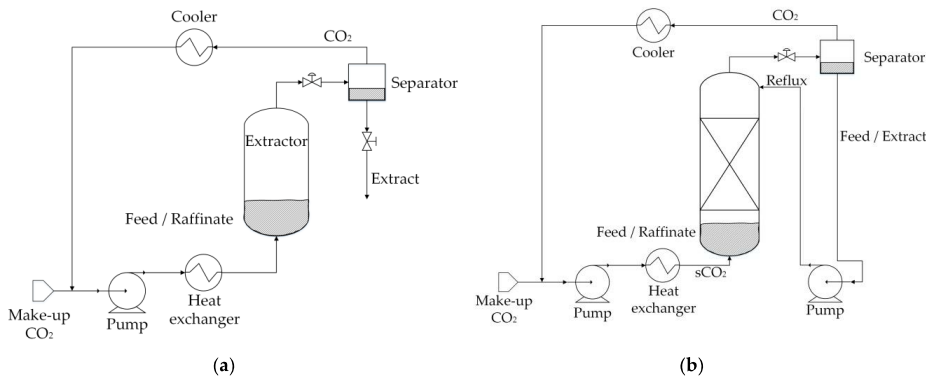 Cooler
CO₂
Separator
Extractor
Extract
Feed / Raffinate
Heat
exchanger
Pump
Make-up
CO₂
(a)
CO₂
Cooler
Separator
Reflux
Feed / Extract
Feed / Raffinate
sCO₂
Heat
exchanger
Pump
Make-up
CO₂
Pump
(b)